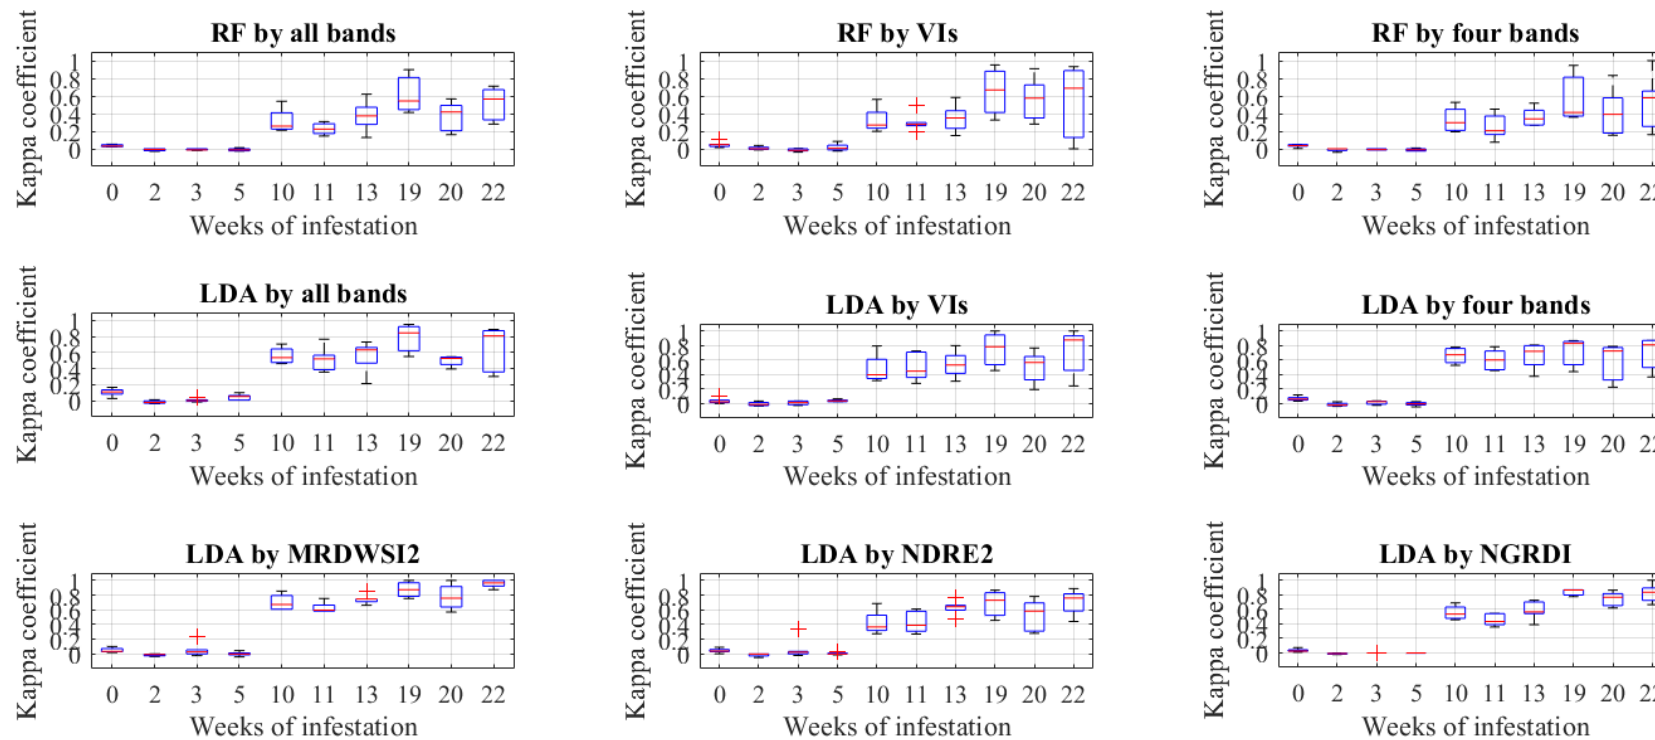 RF by all bands
Kappa coefficient
1
0.8
0.6
0.4
0.2
0
0 2 3 5 10 11 13 19 20 22
Weeks of infestation
RF by VIs
Kappa coefficient
1
0.8
0.6
0.4
0.2
0
0 2 3 5 10 11 13 19 20 22
Weeks of infestation
RF by four bands
Kappa coefficient
1
0.8
0.6
0.4
0.2
0
0 2 3 5 10 11 13 19 20
Weeks of infestation
LDA by all bands
Kappa coefficient
1
0.8
0.6
0.4
0.2
0
0 2 3 5 10 11 13 19 20 22
Weeks of infestation
LDA by VIs
Kappa coefficient
1
0.8
0.6
0.4
0.2
0
0 2 3 5 10 11 13 19 20 22
Weeks of infestation
LDA by four bands
Kappa coefficient
1
0.8
0.6
0.4
0.2
0
0 2 3 5 10 11 13 19 20
Weeks of infestation
LDA by MRDWSI2
Kappa coefficient
1
0.8
0.6
0.4
0.2
0
0 2 3 5 10 11 13 19 20 22
Weeks of infestation
LDA by NDRE2
Kappa coefficient
1
0.8
0.6
0.4
0.2
0
0 2 3 5 10 11 13 19 20 22
Weeks of infestation
LDA by NGRDI
Kappa coefficient
1
0.8
0.6
0.4
0.2
0
0 2 3 5 10 11 13 19 20
Weeks of infestation